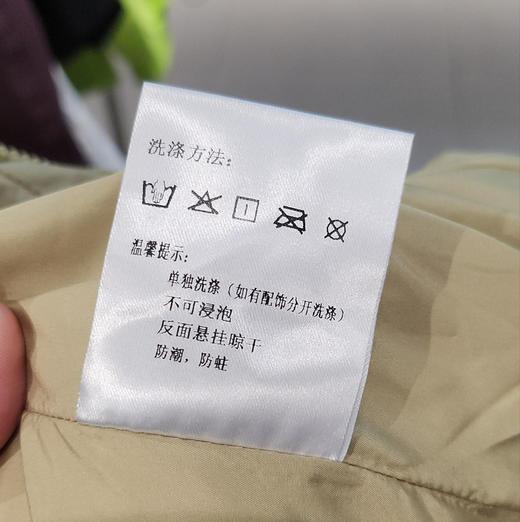 洗涤方法：
温馨提示：
单独洗涤（如有配饰分开洗涤）
不可浸泡
反面悬挂晾干
防潮，防蛀